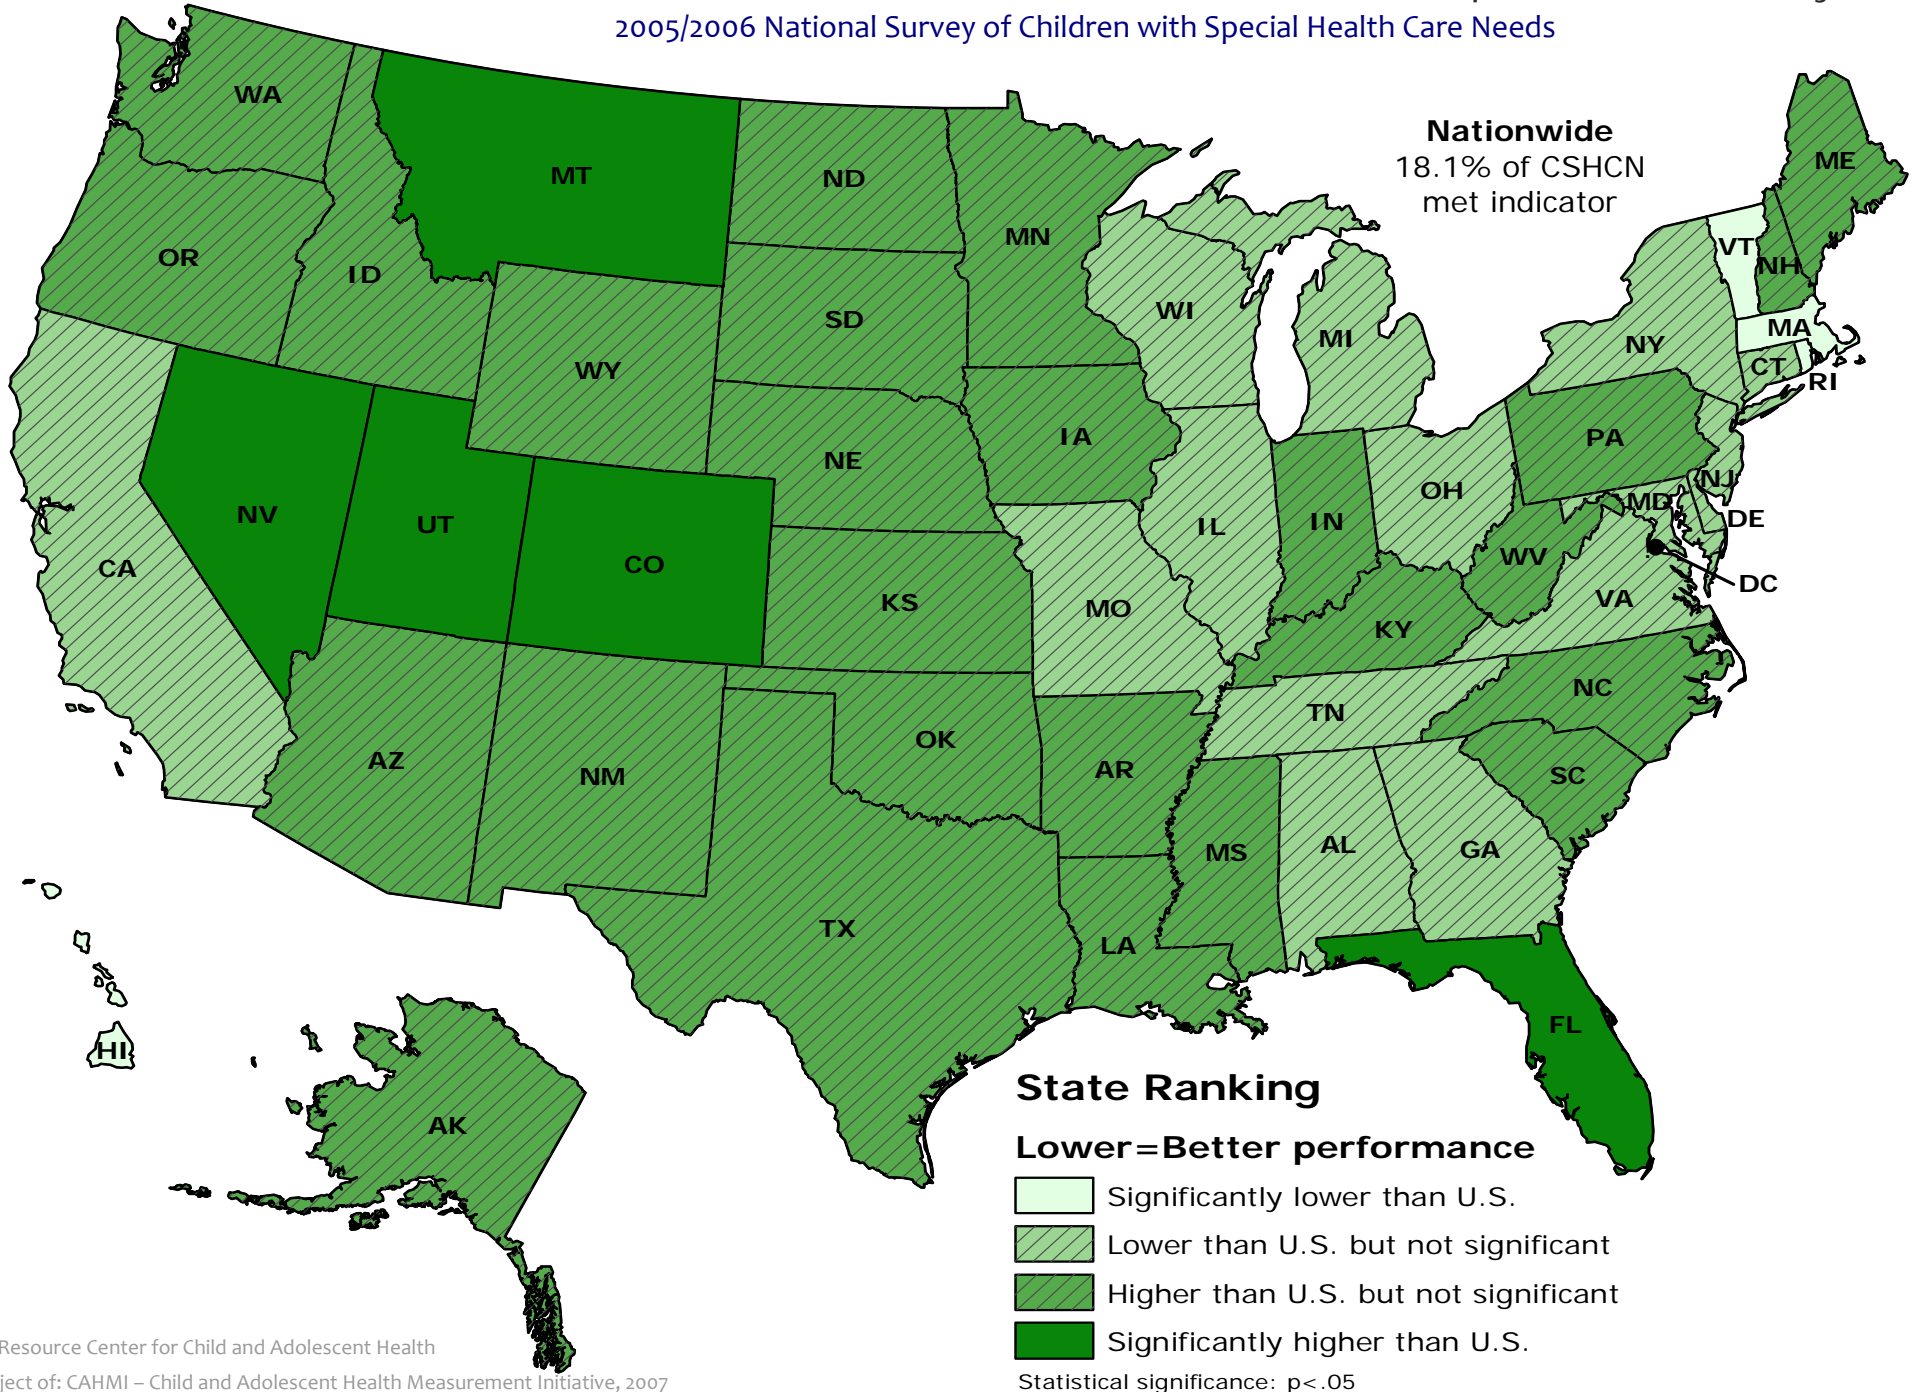 2005/2006 National Survey of Children with Special Health Care Needs
Nationwide
18.1% of CSHCN
met indicator
WA
MT
ND
MN
ME
OR
ID
SD
WI
MI
NY
VT
NH
MA
CT
RI
WY
NE
IA
PA
NJ
NV
UT
CO
IL
IN
OH
MD
DE
CA
KS
MO
WV
VA
DC
KY
AZ
NM
OK
AR
TN
NC
SC
MS
AL
GA
TX
LA
FL
HI
AK
State Ranking
Lower=Better performance
Significantly lower than U.S.
Lower than U.S. but not significant
Higher than U.S. but not significant
Significantly higher than U.S.
Statistical significance: p<.05
Resource Center for Child and Adolescent Health
ject of: CAHMI – Child and Adolescent Health Measurement Initiative, 2007